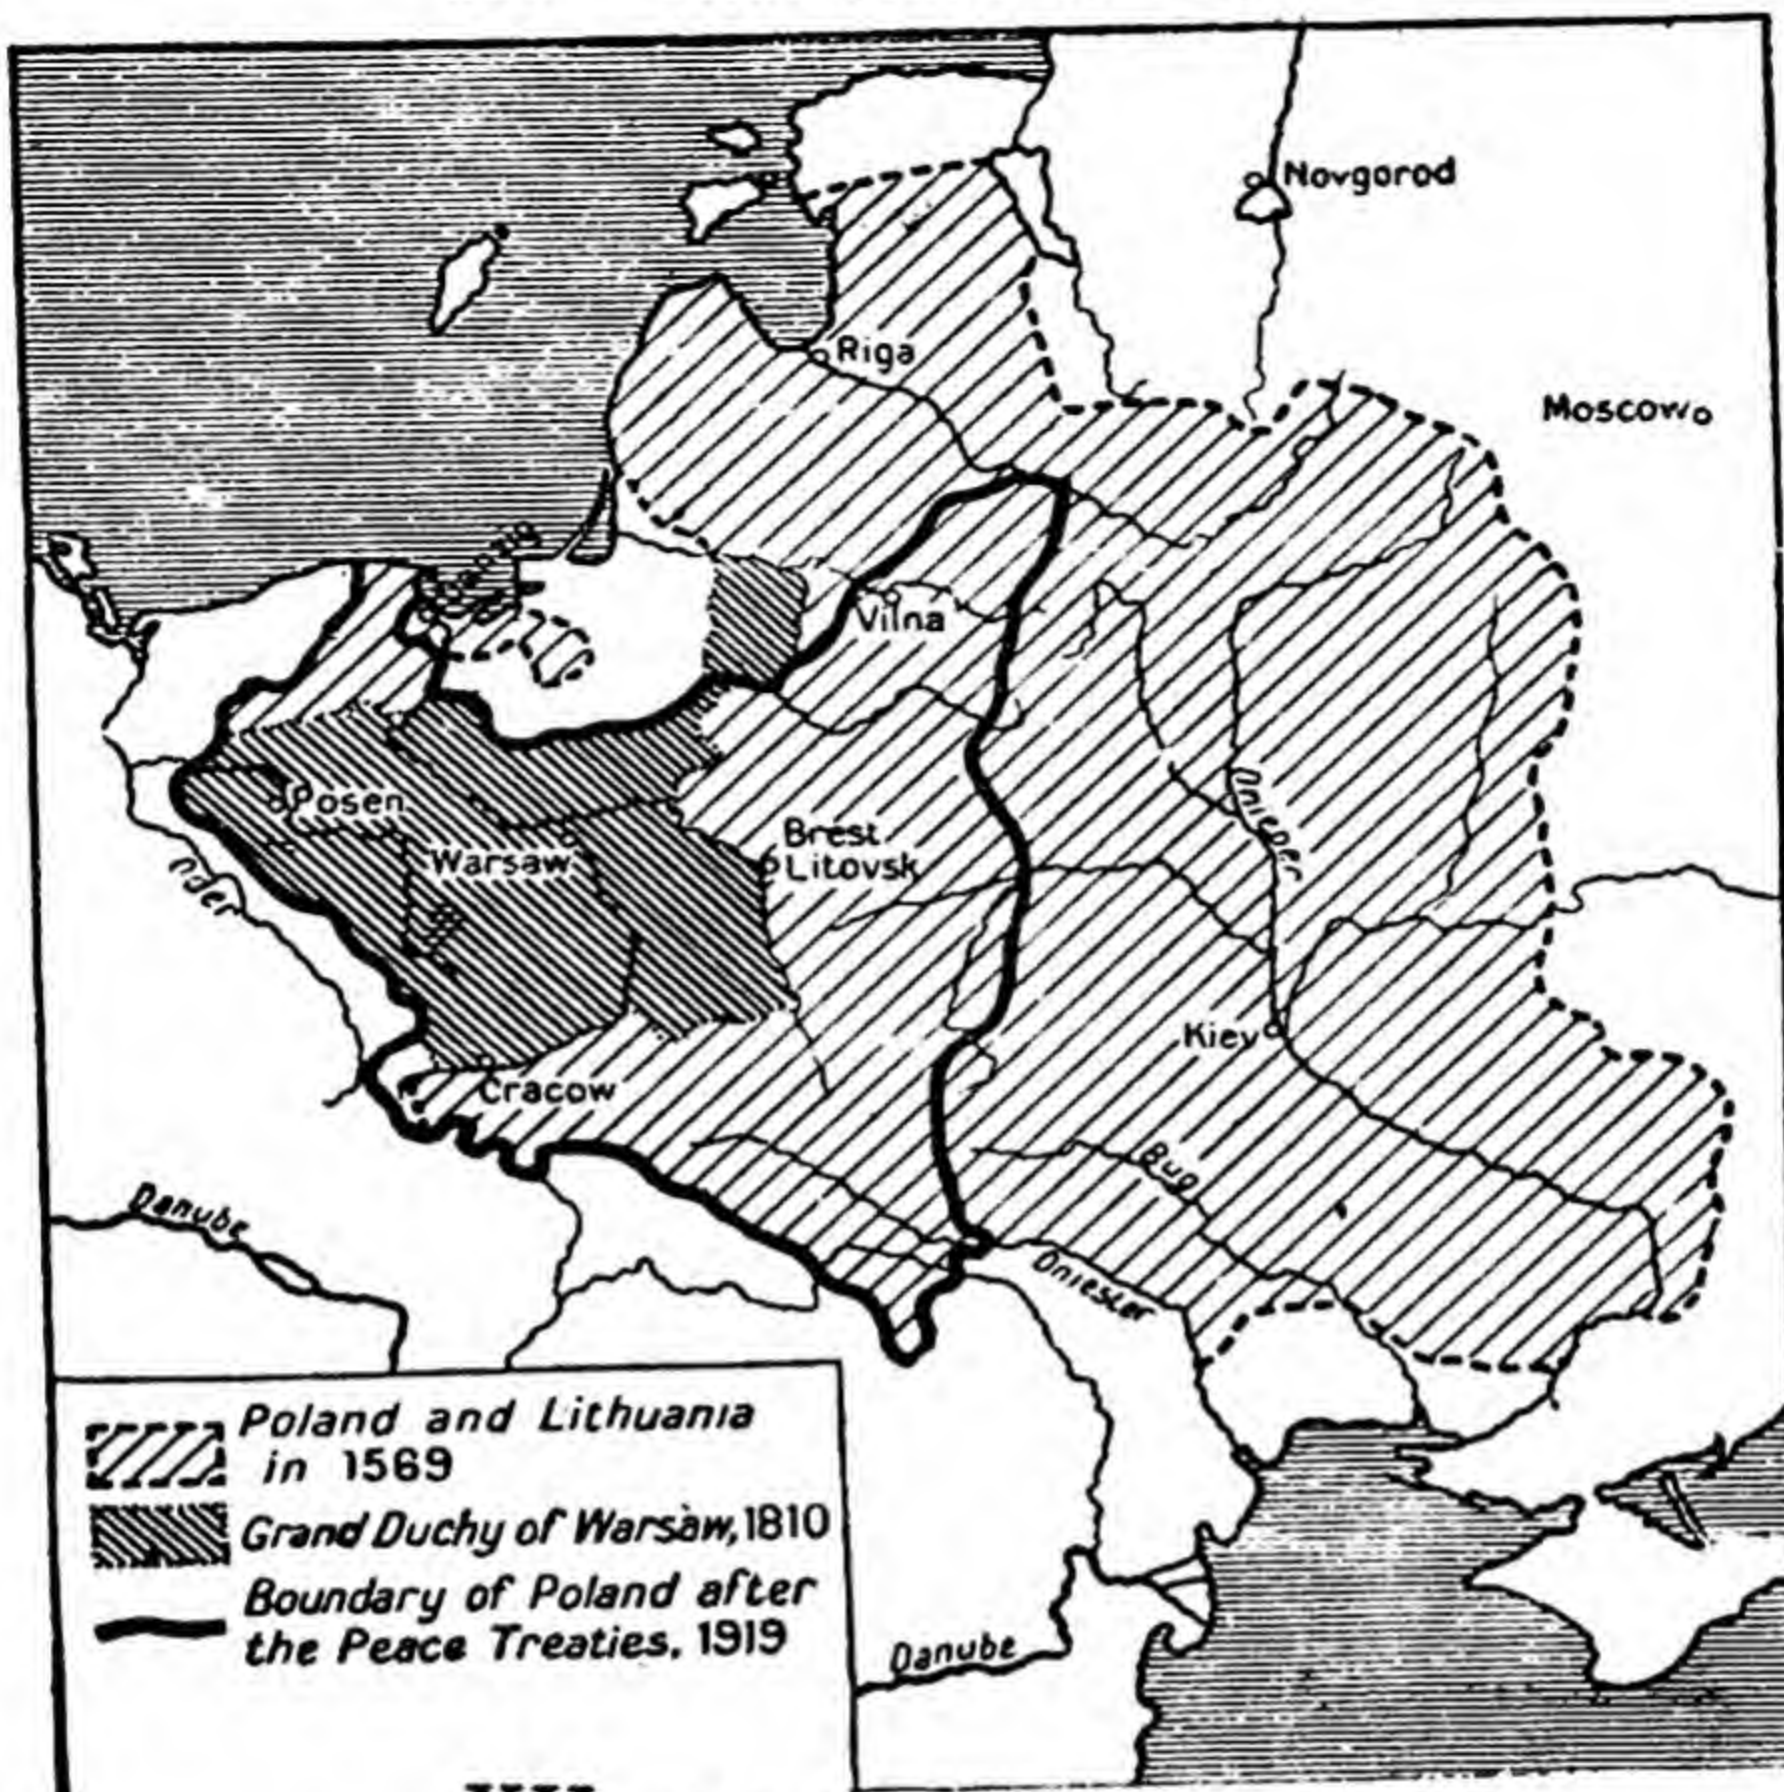 Novgorod
Riga
Moscow
Vilna
Posen
Dnieper
Brest
Litovsk
Warsaw
Kiev
Cracow
Bug
Danube
Dniester
Poland and Lithuania
in 1569
Grand Duchy of Warsaw, 1810
Boundary of Poland after
the Peace Treaties, 1919
Danube